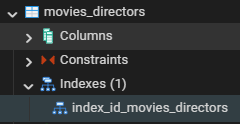 movies_directors
Columns
Constraints
Indexes (1)
index_id_movies_directors